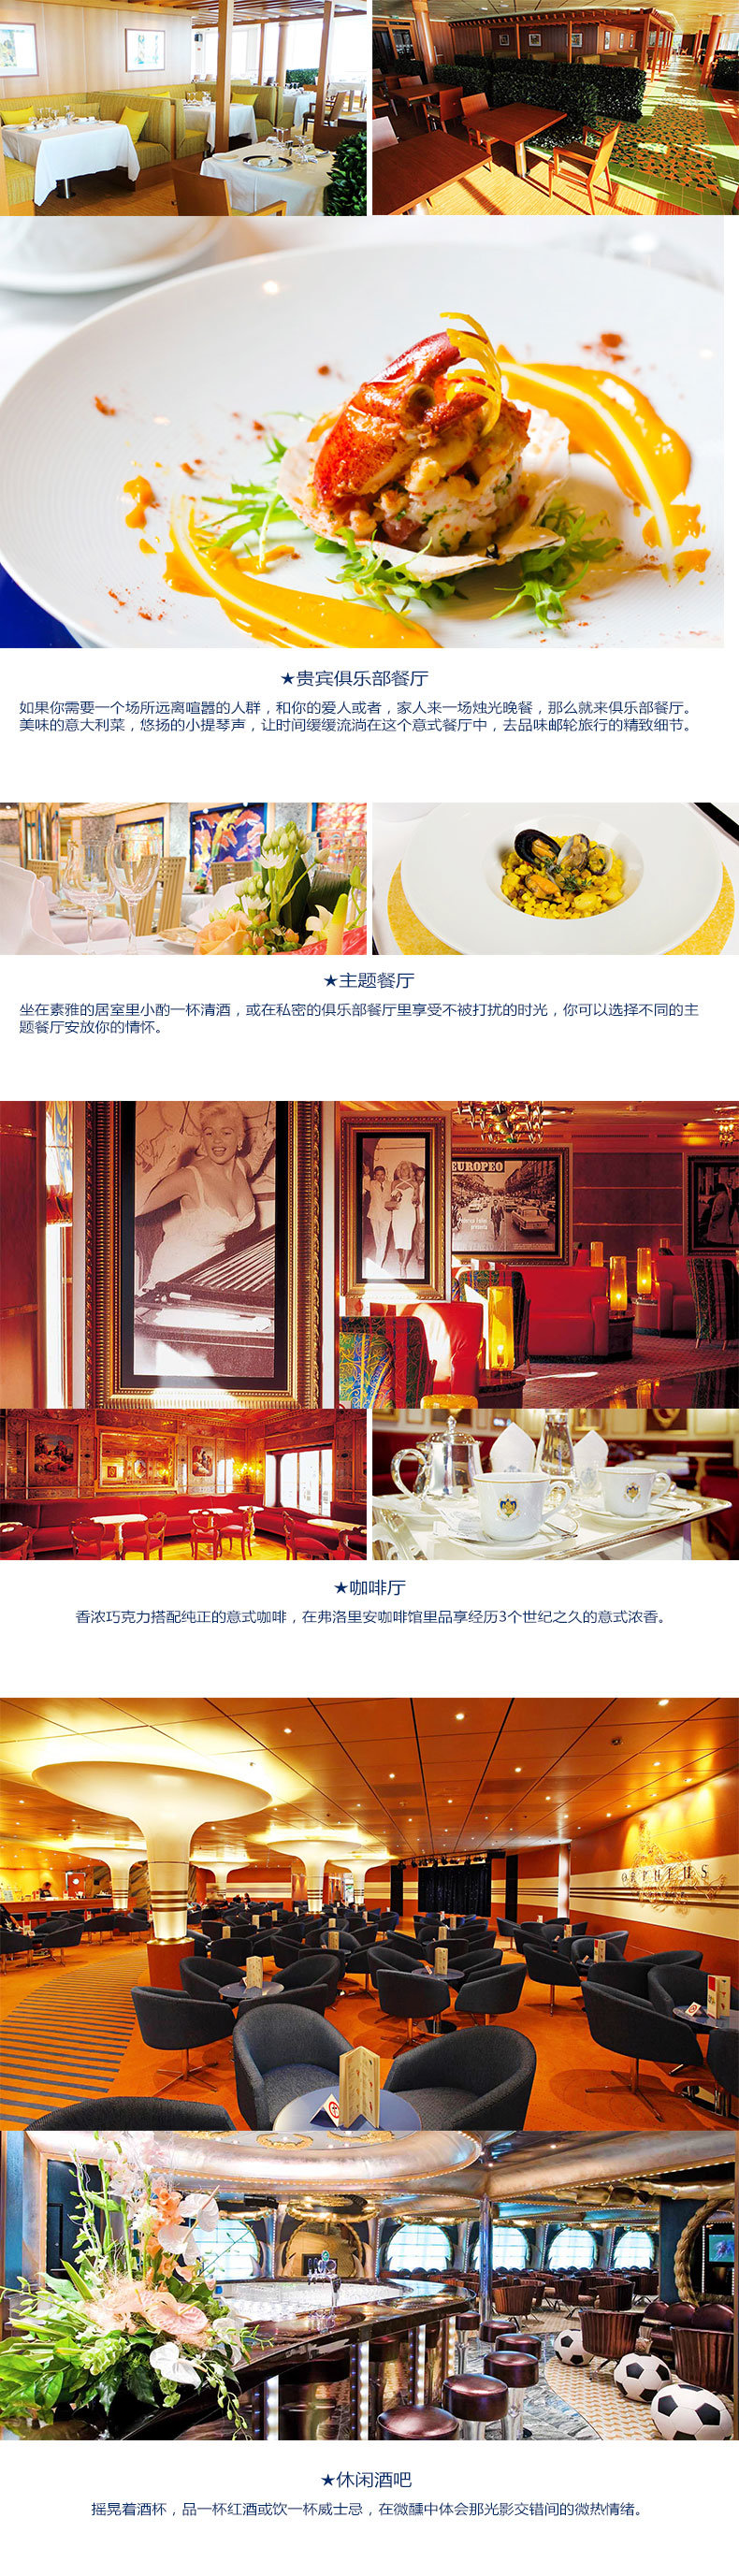 ★贵宾俱乐部餐厅
如果你需要一个场所远离喧嚣的人群，和你的爱人或者，家人来一场烛光晚餐，那么就来俱乐部餐厅。
美味的意大利菜，悠扬的小提琴声，让时间缓缓流淌在这个意式餐厅中，去品味邮轮旅行的精致细节。
★主题餐厅
坐在素雅的居室里小酌一杯清酒，或在私密的俱乐部餐厅里享受不被打扰的时光，你可以选择不同的主
题餐厅安放你的情怀。
EUROPEO
★咖啡厅
香浓巧克力搭配纯正的意式咖啡，在弗洛里安咖啡馆里品享经历3个世纪之久的意式浓香。
ORPHEUS
★休闲酒吧
摇晃着酒杯，品一杯红酒或饮一杯威士忌，在微醺中体会那光影交错间的微热情绪。